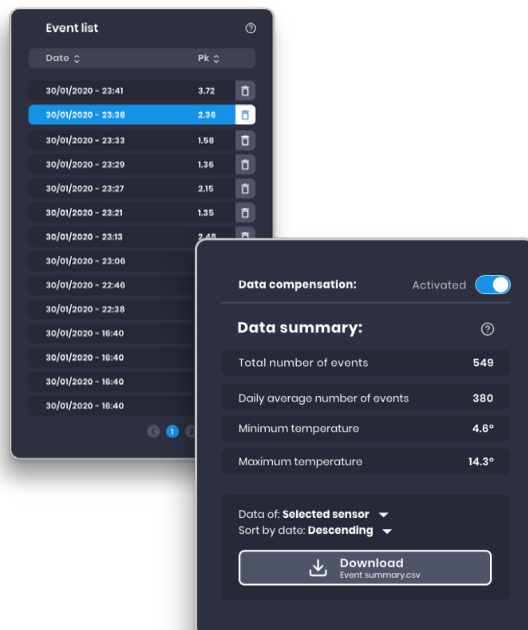 Event list
Date Pk
30/01/2020 - 23:41 3.72
30/01/2020 - 23:38 2.36
30/01/2020 - 23:33 1.58
30/01/2020 - 23:29 1.36
30/01/2020 - 23:27 2.15
30/01/2020 - 23:21 1.35
30/01/2020 - 23:13 2.48
30/01/2020 - 23:06
30/01/2020 - 22:46
30/01/2020 - 22:38
30/01/2020 - 16:40
30/01/2020 - 16:40
30/01/2020 - 16:40
30/01/2020 - 16:40
1
Data compensation: Activated
Data summary:
Total number of events 549
Daily average number of events 380
Minimum temperature 4.6°
Maximum temperature 14.3°
Data of: Selected sensor
Sort by date: Descending
Download
Event summary.csv